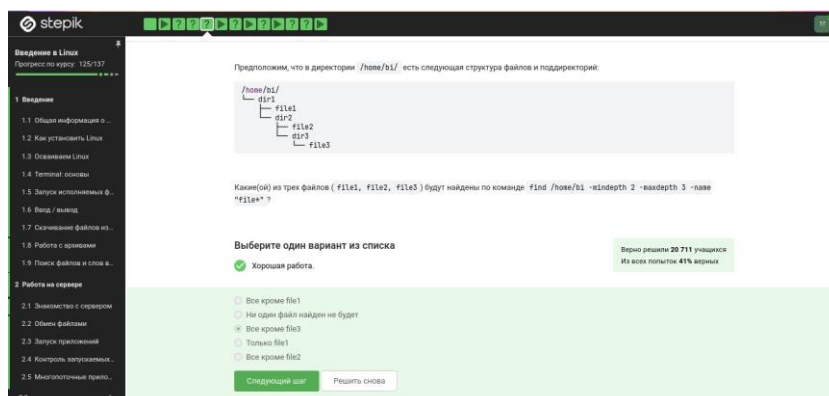 stepik
Введение в Linux
Прогресс по курсу: 125/137
1 Введение
1.1 Общая информация о ...
1.2 Как установить Linux
1.3 Осваиваем Linux
1.4 Terminal: основы
1.5 Запуск исполняемых ф...
1.6 Ввод / вывод
1.7 Скачивание файлов из...
1.8 Работа с архивами
1.9 Поиск файлов и слов в...
2 Работа на сервере
2.1 Знакомство с сервером
2.2 Обмен файлами
2.3 Запуск приложений
2.4 Контроль запускаемых...
2.5 Многопоточные прило...
Предположим, что в директории /home/bi/ есть следующая структура файлов и поддиректорий:
/home/bi/
└── dir1
├── file1
└── dir2
├── file2
└── dir3
└── file3
Какие(ой) из трех файлов ( file1, file2, file3 ) будут найдены по команде find /home/bi -mindepth 2 -maxdepth 3 -name
"file*" ?
Выберите один вариант из списка
Хорошая работа.
Верно решили 20 711 учащихся
Из всех попыток 41% верных
Все кроме file1
Ни один файл найден не будет
Все кроме file3
Только file1
Все кроме file2
Следующий шаг
Решить снова